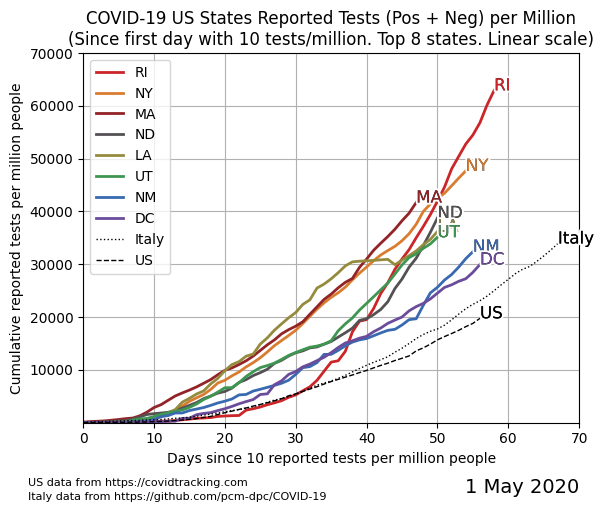 COVID-19 US States Reported Tests (Pos + Neg) per Million
(Since first day with 10 tests/million. Top 8 states. Linear scale)
Cumulative reported tests per million people
70000
60000
50000
40000
30000
20000
10000
RI
NY
MA
ND
LA
UT
NM
DC
Italy
US
RI
NY
MA
ND
UT
Italy
NM
DC
US
0 10 20 30 40 50 60 70
Days since 10 reported tests per million people
US data from https://covidtracking.com
Italy data from https://github.com/pcm-dpc/COVID-19
1 May 2020